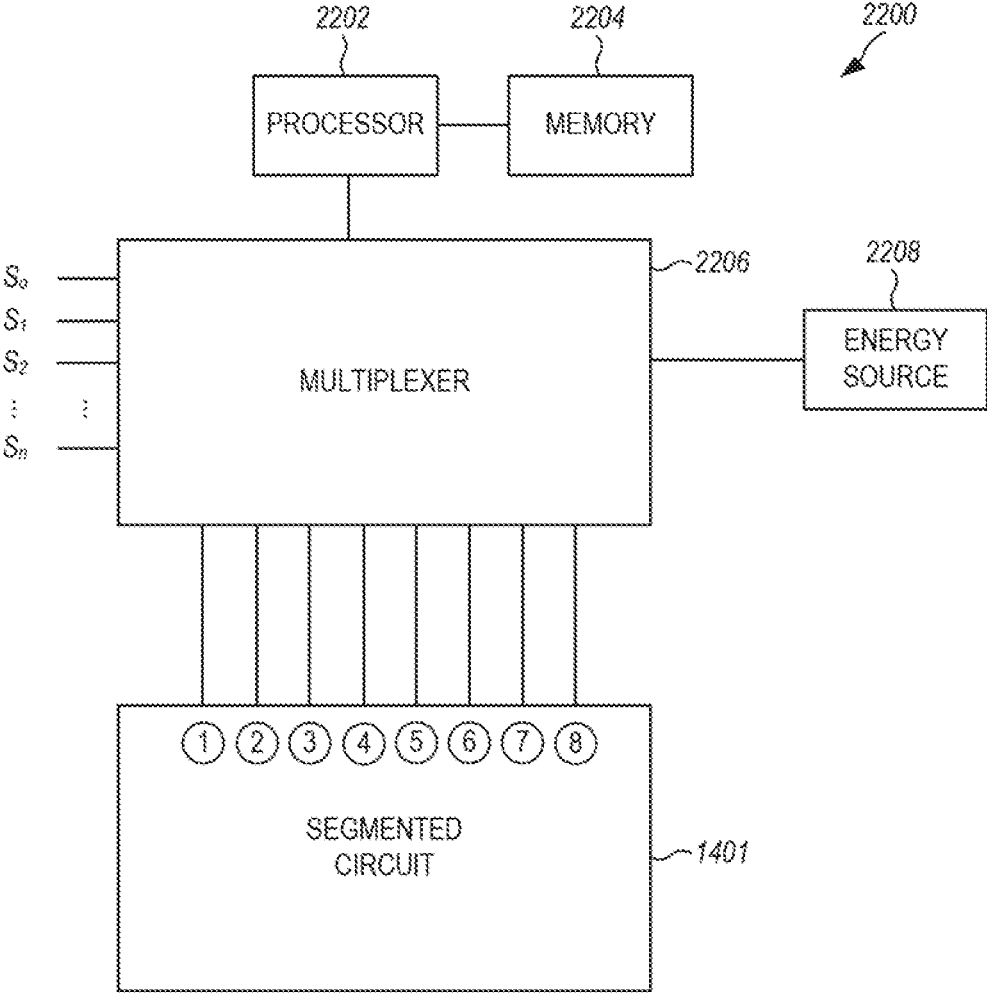 2202
2204
2200
PROCESSOR
MEMORY
2206
2208
S₀
S₁
S₂
⋮ ⋮
Sₙ
MULTIPLEXER
ENERGY
SOURCE
1 2 3 4 5 6 7 8
SEGMENTED
CIRCUIT
1401